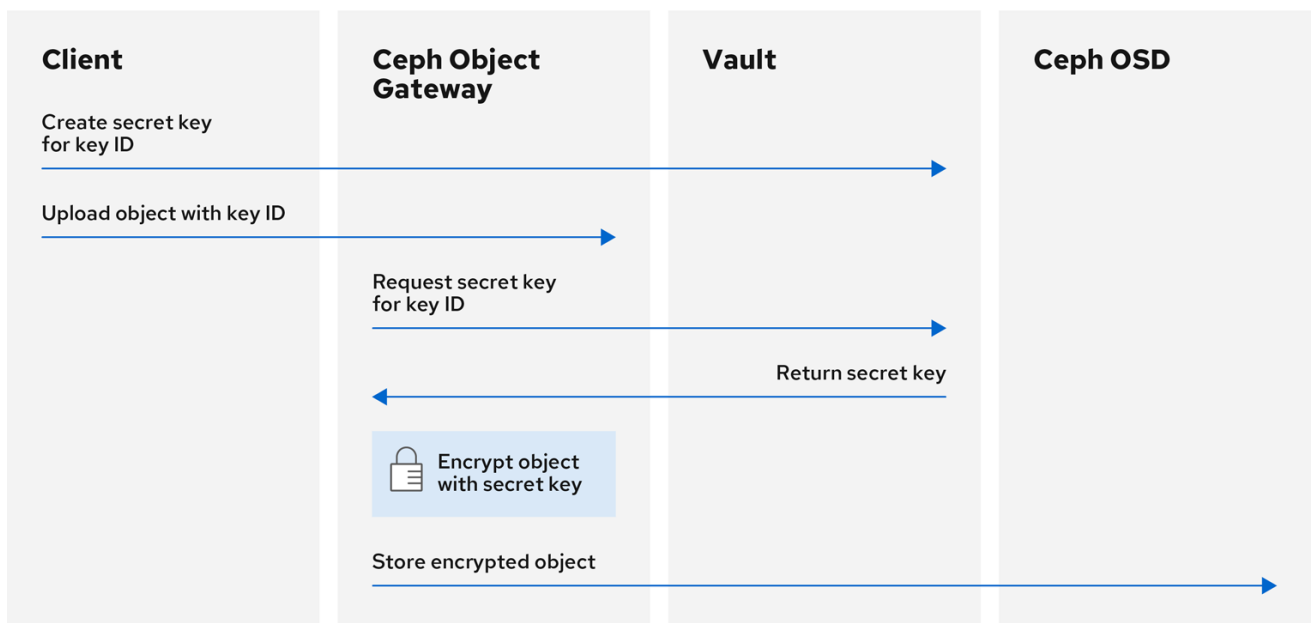 Client
Ceph Object
Gateway
Vault
Ceph OSD
Create secret key
for key ID
Upload object with key ID
Request secret key
for key ID
Return secret key
Encrypt object
with secret key
Store encrypted object